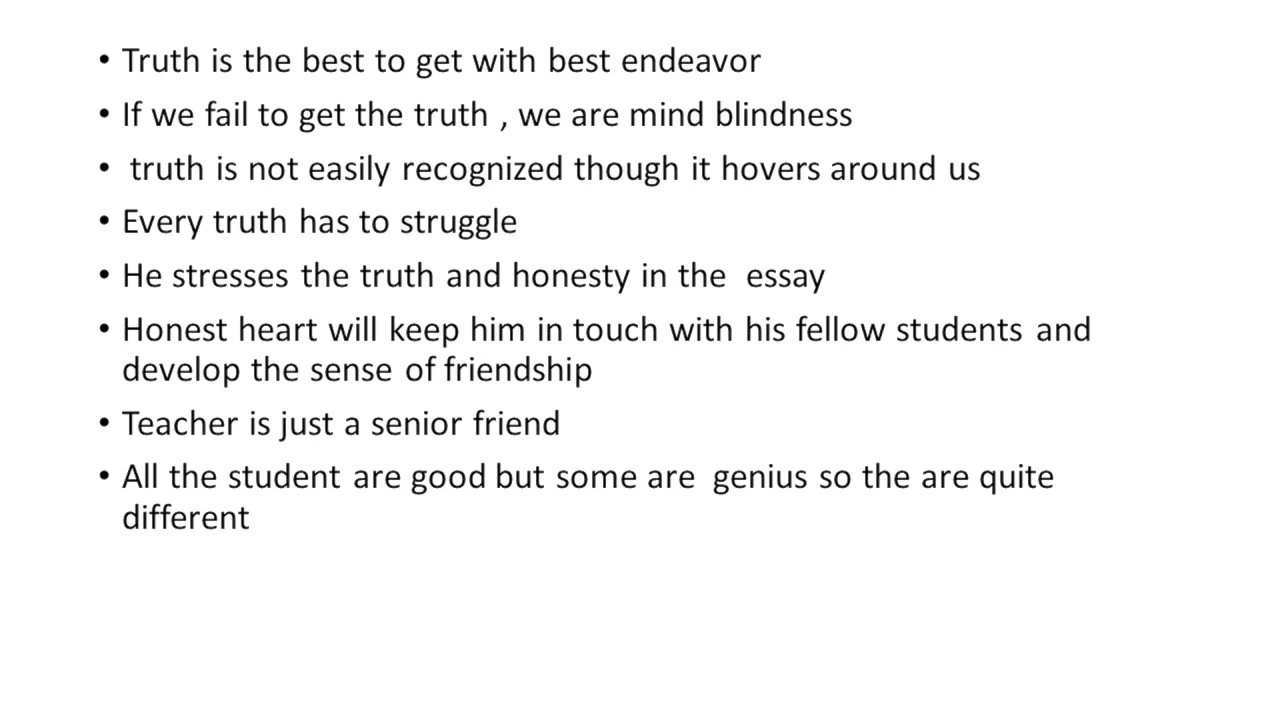 • Truth is the best to get with best endeavor
• If we fail to get the truth , we are mind blindness
• truth is not easily recognized though it hovers around us
• Every truth has to struggle
• He stresses the truth and honesty in the  essay
• Honest heart will keep him in touch with his fellow students and
develop the sense of friendship
• Teacher is just a senior friend
• All the student are good but some are  genius so the are quite
different